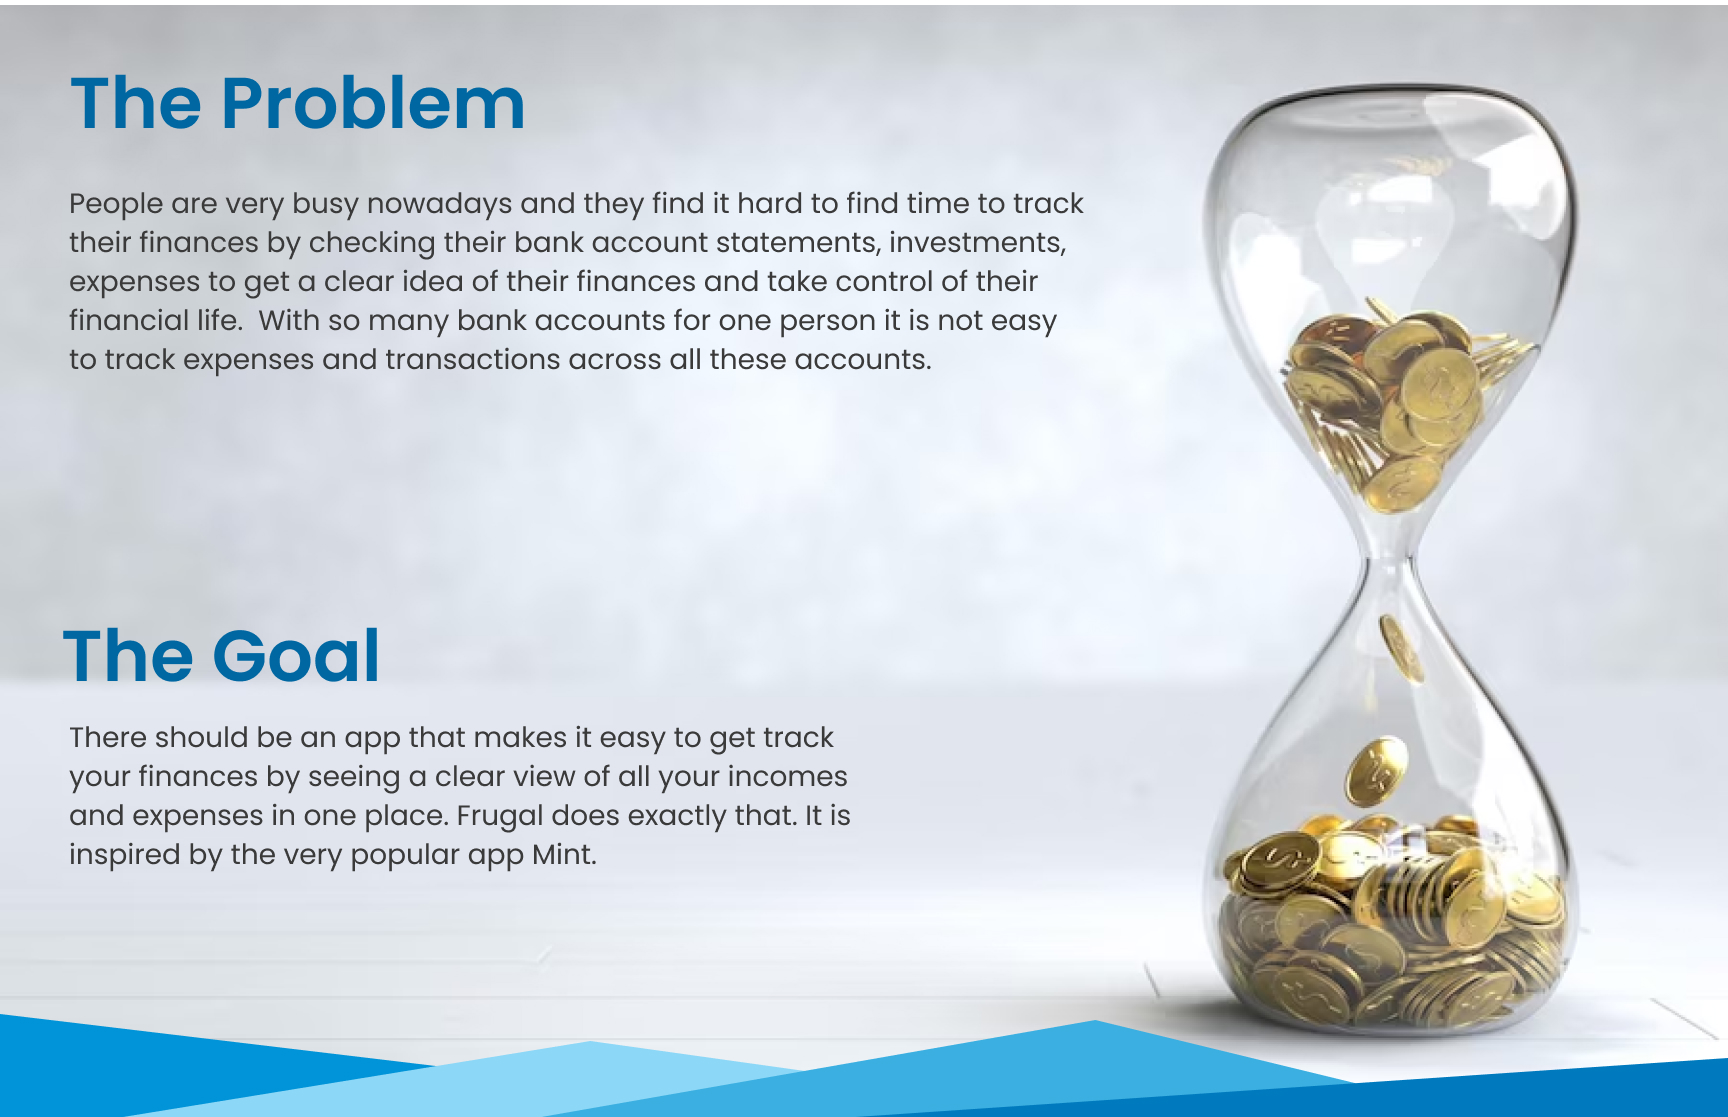 The Problem
People are very busy nowadays and they find it hard to find time to track
their finances by checking their bank account statements, investments,
expenses to get a clear idea of their finances and take control of their
financial life.  With so many bank accounts for one person it is not easy
to track expenses and transactions across all these accounts.
The Goal
There should be an app that makes it easy to get track
your finances by seeing a clear view of all your incomes
and expenses in one place. Frugal does exactly that. It is
inspired by the very popular app Mint.